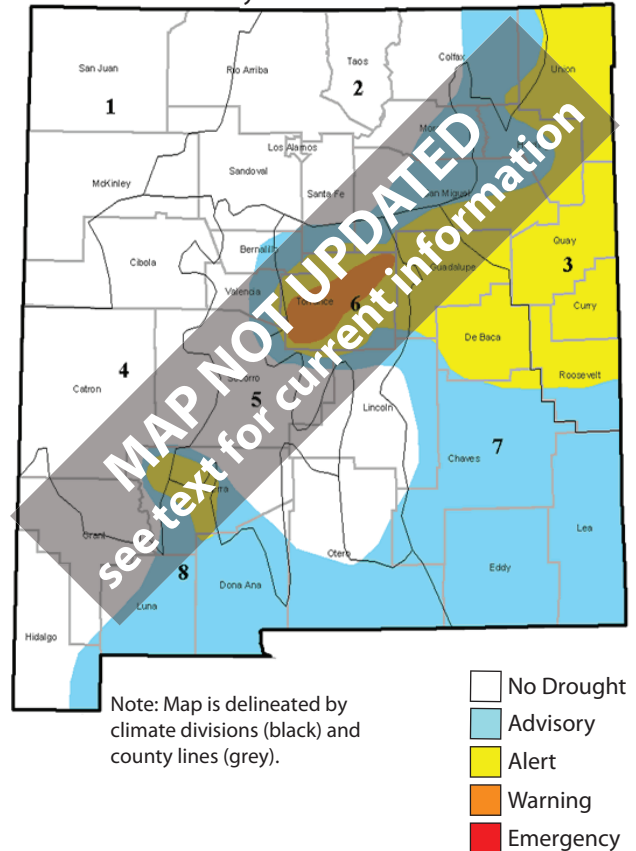 San Juan
Rio Arriba
Taos
Colfax
Union
1
2
Mor
Los Alamos
McKinley
Sandoval
Santa Fe
San Miguel
Bernalillo
Cibola
Quay
3
Guadalupe
Valencia
Torrance
6
Curry
De Baca
4
Catron
Socorro
5
Roosevelt
Lincoln
7
Chaves
MAP NOT UPDATED
see text for current information
Grant
Lea
Otero
Eddy
8
Dona Ana
Luna
Hidalgo
Note: Map is delineated by
climate divisions (black) and
county lines (grey).
No Drought
Advisory
Alert
Warning
Emergency